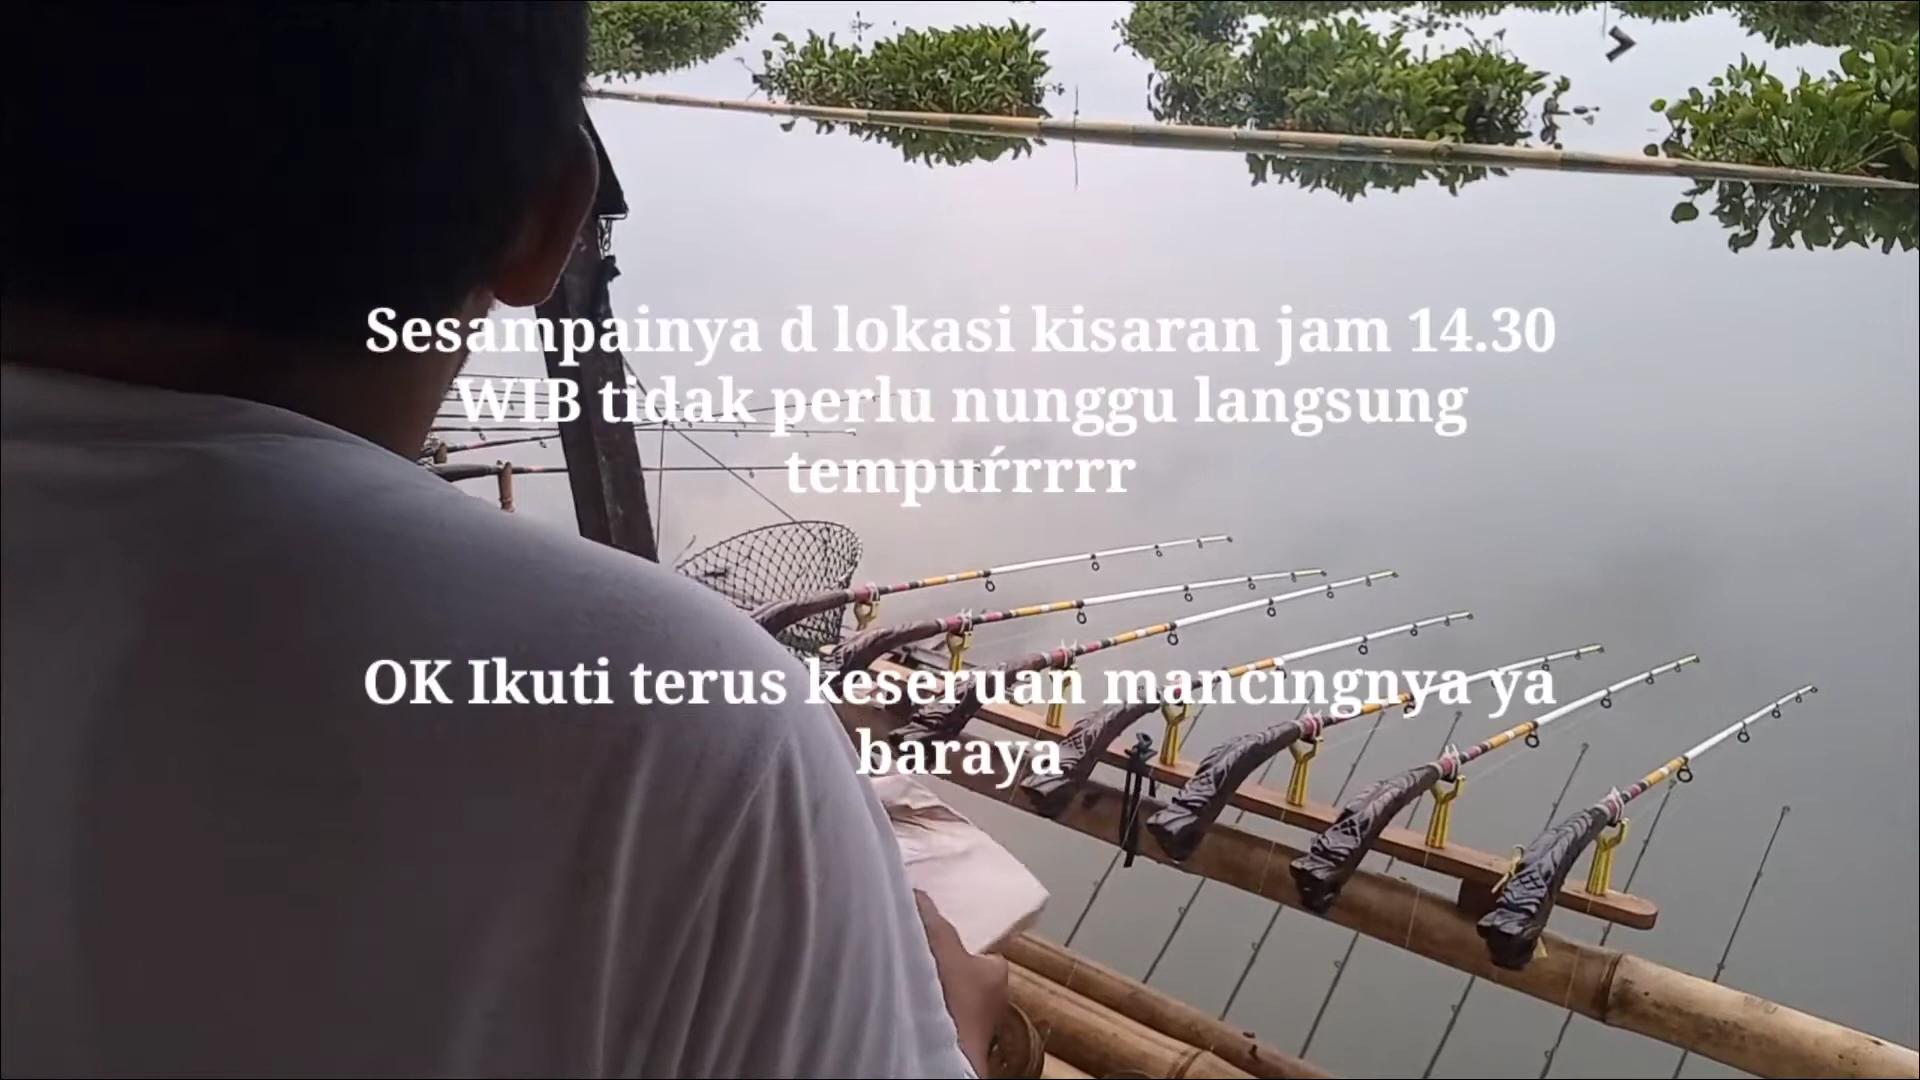 Sesampainya d lokasi kisaran jam 14.30
WIB tidak perlu nunggu langsung
tempuŕrrrr
OK Ikuti terus keseruan mancingnya ya
baraya